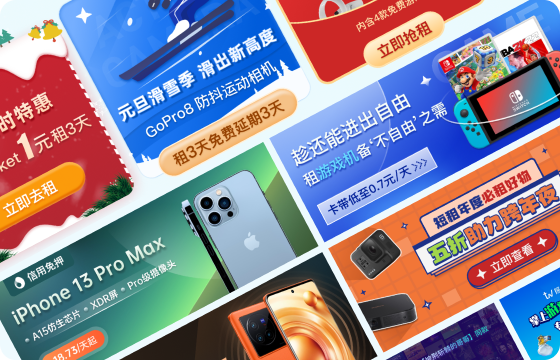 时特惠
ket 1元租3天
立即去租
元旦滑雪季 滑出新高度
GoPro8 防抖运动相机
租3天免费延期3天
内含4款免费游
立即抢租
趁还能进出自由
租游戏机备‘不自由’之需
卡带低至0.7元/天 >>>
信用免押
iPhone 13 Pro Max
A15仿生芯片 XDR屏 Pro级摄像头
18.73/天起
短租年度必租好物
五折助力跨年夜
立即查看
掌上游